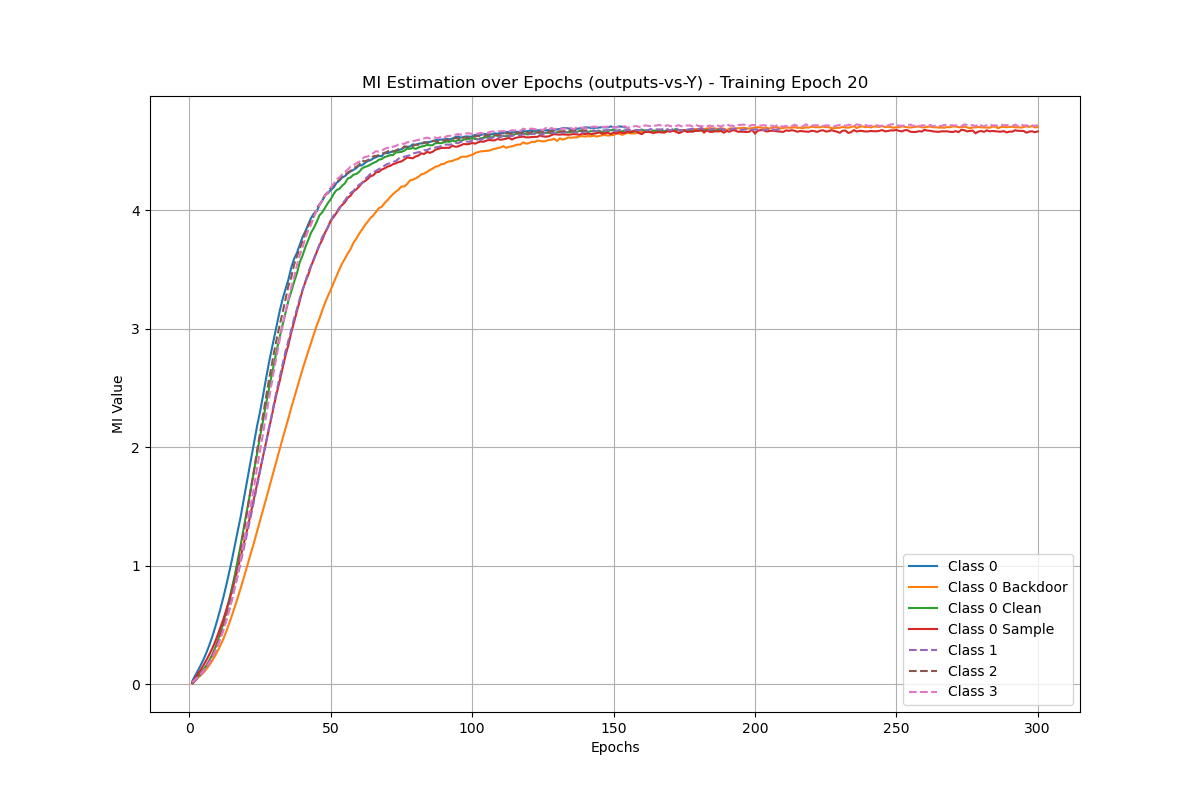 MI Estimation over Epochs (outputs-vs-Y) - Training Epoch 20
MI Value
4
3
2
1
0
0 50 100 150 200 250 300
Epochs
Class 0
Class 0 Backdoor
Class 0 Clean
Class 0 Sample
Class 1
Class 2
Class 3